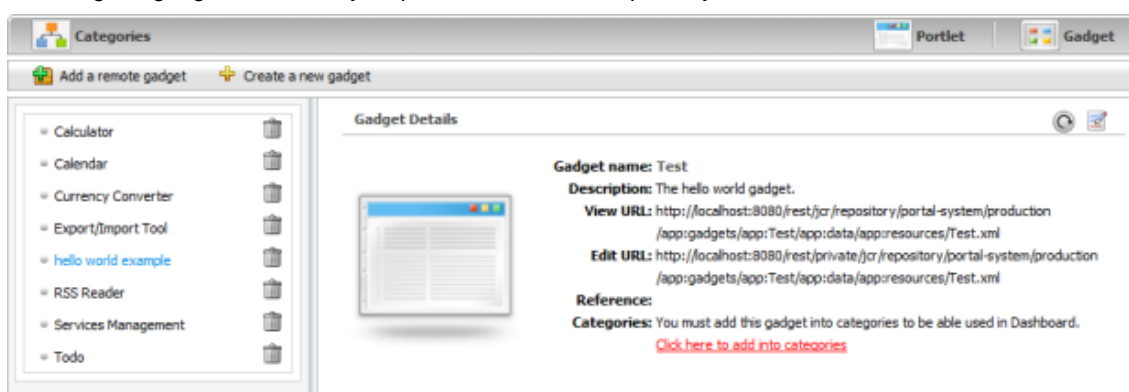 Categories Portlet Gadget
Add a remote gadget Create a new gadget
Calculator
Calendar
Currency Converter
Export/Import Tool
hello world example
RSS Reader
Services Management
Todo
Gadget Details
Gadget name: Test
Description: The hello world gadget.
View URL: http://localhost:8080/rest/jcr/repository/portal-system/production
/app:gadgets/app:Test/app:data/app:resources/Test.xml
Edit URL: http://localhost:8080/rest/private/jcr/repository/portal-system/production
/app:gadgets/app:Test/app:data/app:resources/Test.xml
Reference:
Categories: You must add this gadget into categories to be able used in Dashboard.
Click here to add into categories